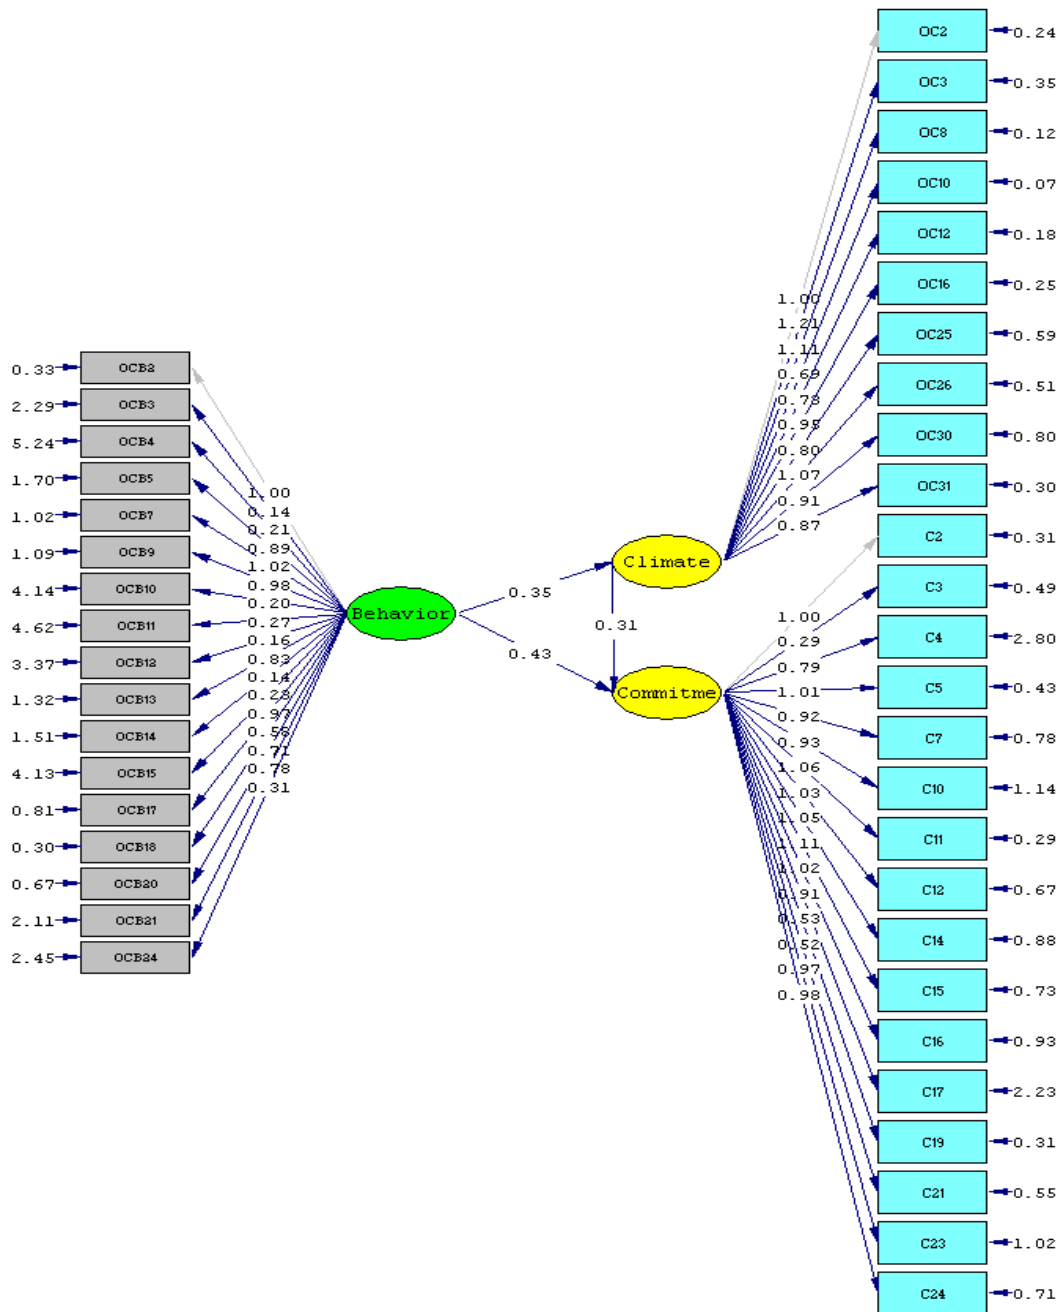 OC2 0.24
OC3 0.35
OC8 0.12
OC10 0.07
OC12 0.18
OC16 0.25
OC25 0.59
OC26 0.51
OC30 0.80
OC31 0.30
C2 0.31
C3 0.49
C4 2.80
C5 0.43
C7 0.78
C10 1.14
C11 0.29
C12 0.67
C14 0.88
C15 0.73
C16 0.93
C17 2.23
C19 0.31
C21 0.55
C23 1.02
C24 0.71
1.00
1.21
1.11
0.69
0.73
0.95
0.80
1.07
0.91
0.87
Climate
0.31
Commitme
1.00
0.29
0.79
1.01
0.92
0.93
1.06
1.03
1.05
1.11
1.02
0.91
0.53
0.52
0.97
0.98
0.35
0.43
Behavior
1.00
0.14
0.21
0.89
1.02
0.98
0.20
0.27
0.16
0.83
0.14
0.23
0.97
0.58
0.71
0.78
0.31
0.33 OCB2
2.29 OCB3
5.24 OCB4
1.70 OCB5
1.02 OCB7
1.09 OCB9
4.14 OCB10
4.62 OCB11
3.37 OCB12
1.32 OCB13
1.51 OCB14
4.13 OCB15
0.81 OCB17
0.30 OCB18
0.67 OCB20
2.11 OCB21
2.45 OCB24